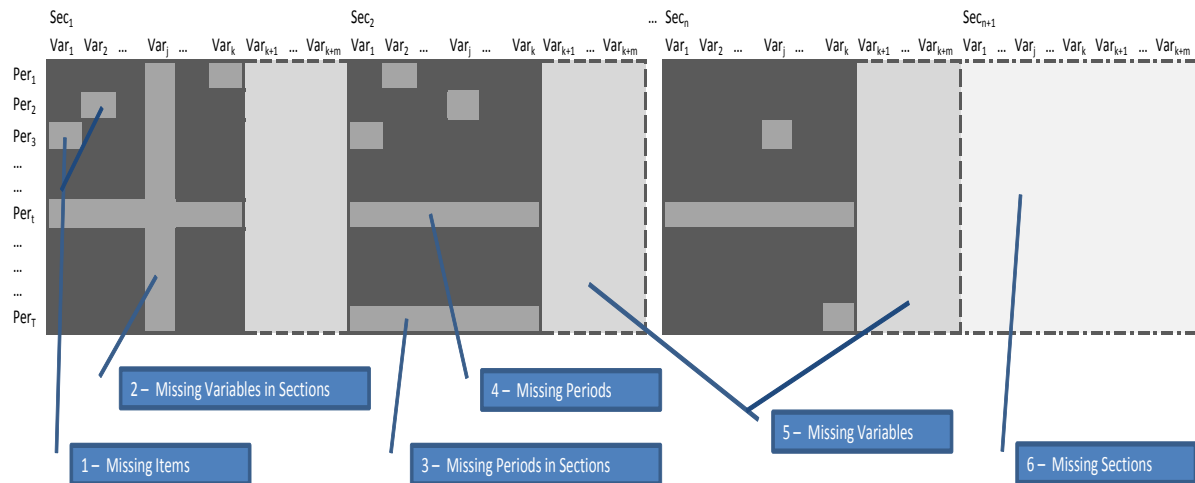 Sec₁ Sec₂ ... Secₙ Secₙ₊₁
Var₁ Var₂ ... Varⱼ ... Varₖ Varₖ₊₁ ... Varₖ₊ₘ Var₁ Var₂ ... Varⱼ Varₖ Varₖ₊₁ ... Varₖ₊ₘ Var₁ Var₂ ... Varⱼ Varₖ Varₖ₊₁ ... Varₖ₊ₘ Var₁ ... Varⱼ ... Varₖ Varₖ₊₁ ... Varₖ₊ₘ
Per₁
Per₂
Per₃
...
...
Perₜ
...
...
...
Per_T
2 – Missing Variables in Sections
4 – Missing Periods
5 – Missing Variables
1 – Missing Items
3 – Missing Periods in Sections
6 – Missing Sections